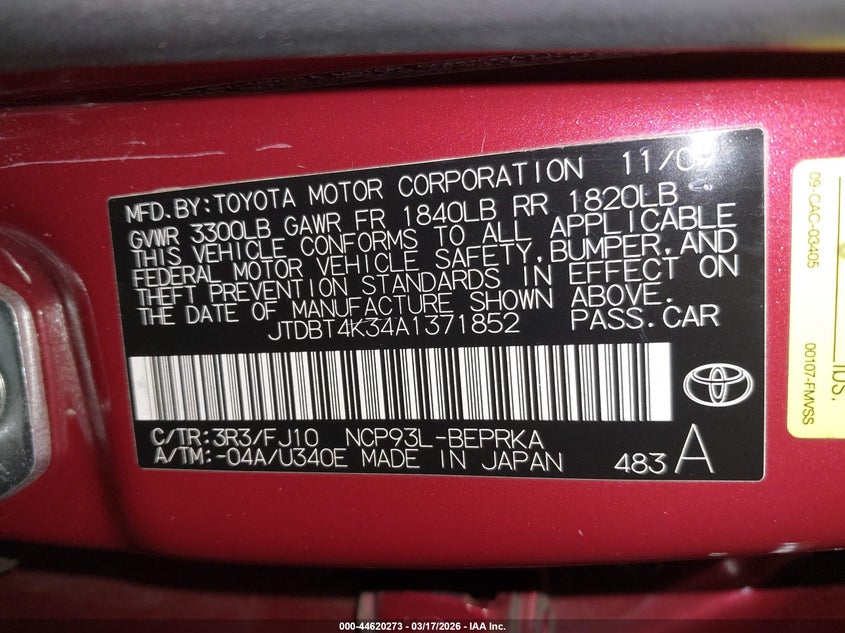 MFD.BY:TOYOTA MOTOR CORPORATION 11/09
GVWR 3300LB GAWR FR 1840LB RR 1820LB
THIS VEHICLE CONFORMS TO ALL APPLICABLE
FEDERAL MOTOR VEHICLE SAFETY, BUMPER, AND
THEFT PREVENTION STANDARDS IN EFFECT ON
THE DATE OF MANUFACTURE SHOWN ABOVE.
JTDBT4K34A1371852 PASS.CAR
C/TR:3R3/FJ10 NCP93L-BEPRKA
A/TM:-04A/U340E MADE IN JAPAN 483 A
09-CAC-03405
00107-FMVSS
000-44620273 - 03/17/2026 - IAA Inc.